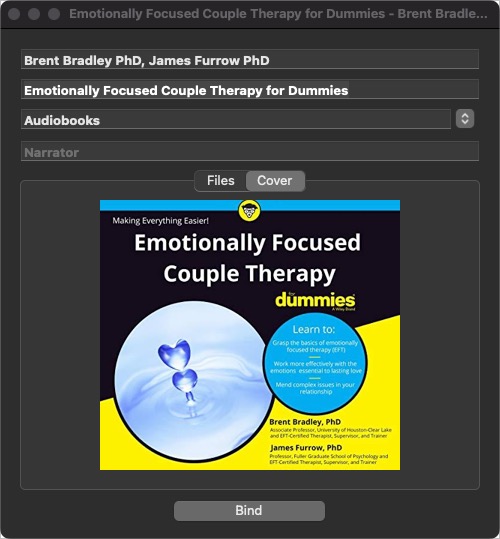 Emotionally Focused Couple Therapy for Dummies - Brent Bradle...
Brent Bradley PhD, James Furrow PhD
Emotionally Focused Couple Therapy for Dummies
Audiobooks
Narrator
Files Cover
Making Everything Easier!
Emotionally Focused
Couple Therapy
for
dummies
A Wiley Brand
Learn to:
Grasp the basics of emotionally
focused therapy (EFT)
Work more effectively with the
emotions essential to lasting love
Mend complex issues in your
relationship
Brent Bradley, PhD
Associate Professor, University of Houston-Clear Lake
and EFT-Certified Therapist, Supervisor, and Trainer
James Furrow, PhD
Professor, Fuller Graduate School of Psychology and
EFT-Certified Therapist, Supervisor, and Trainer
Bind